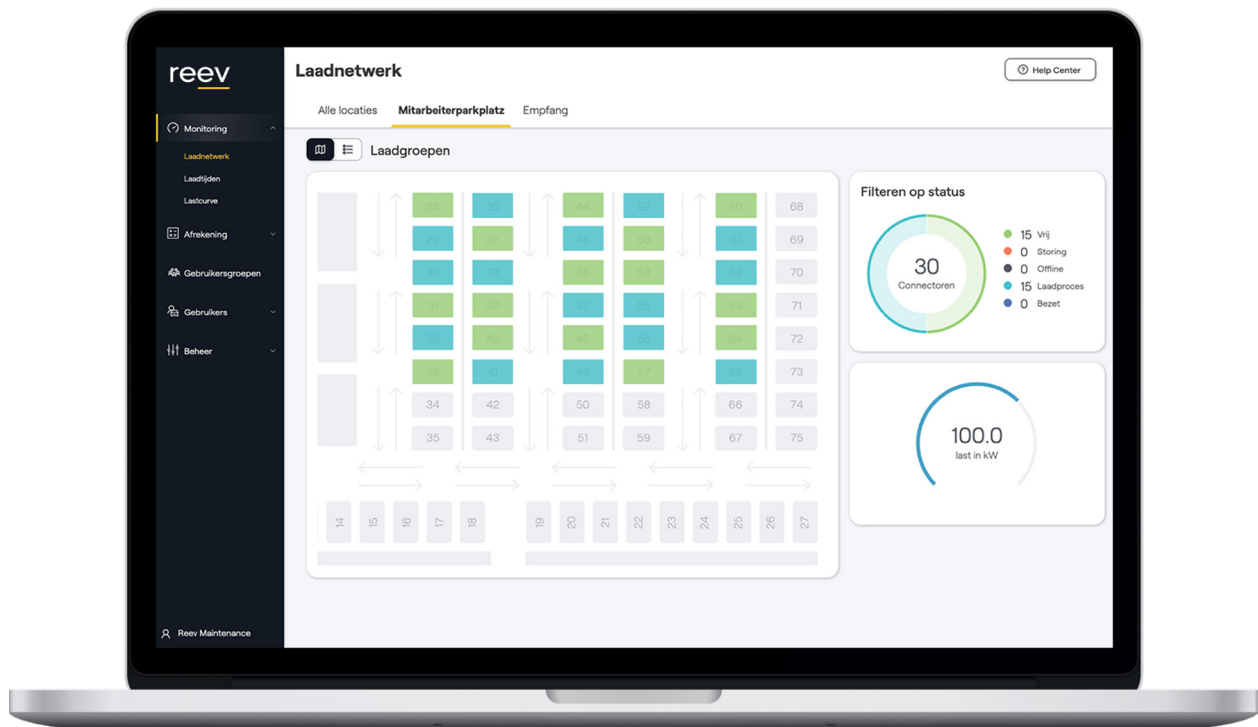 reev
Monitoring
Laadnetwerk
Laadtijden
Lastcurve
Afrekening
Gebruikersgroepen
Gebruikers
Beheer
Reev Maintenance
Laadnetwerk
Help Center
Alle locaties Mitarbeiterparkplatz Empfang
Laadgroepen
28 36 44 52 60 68
29 37 45 53 61 69
30 38 46 54 62 70
31 39 47 55 63 71
32 40 48 56 64 72
33 41 49 57 65 73
34 42 50 58 66 74
35 43 51 59 67 75
14 15 16 17 18 19 20 21 22 23 24 25 26 27
Filteren op status
30
Connectoren
15 Vrij
0 Storing
0 Offline
15 Laadproces
0 Bezet
100.0
last in kW